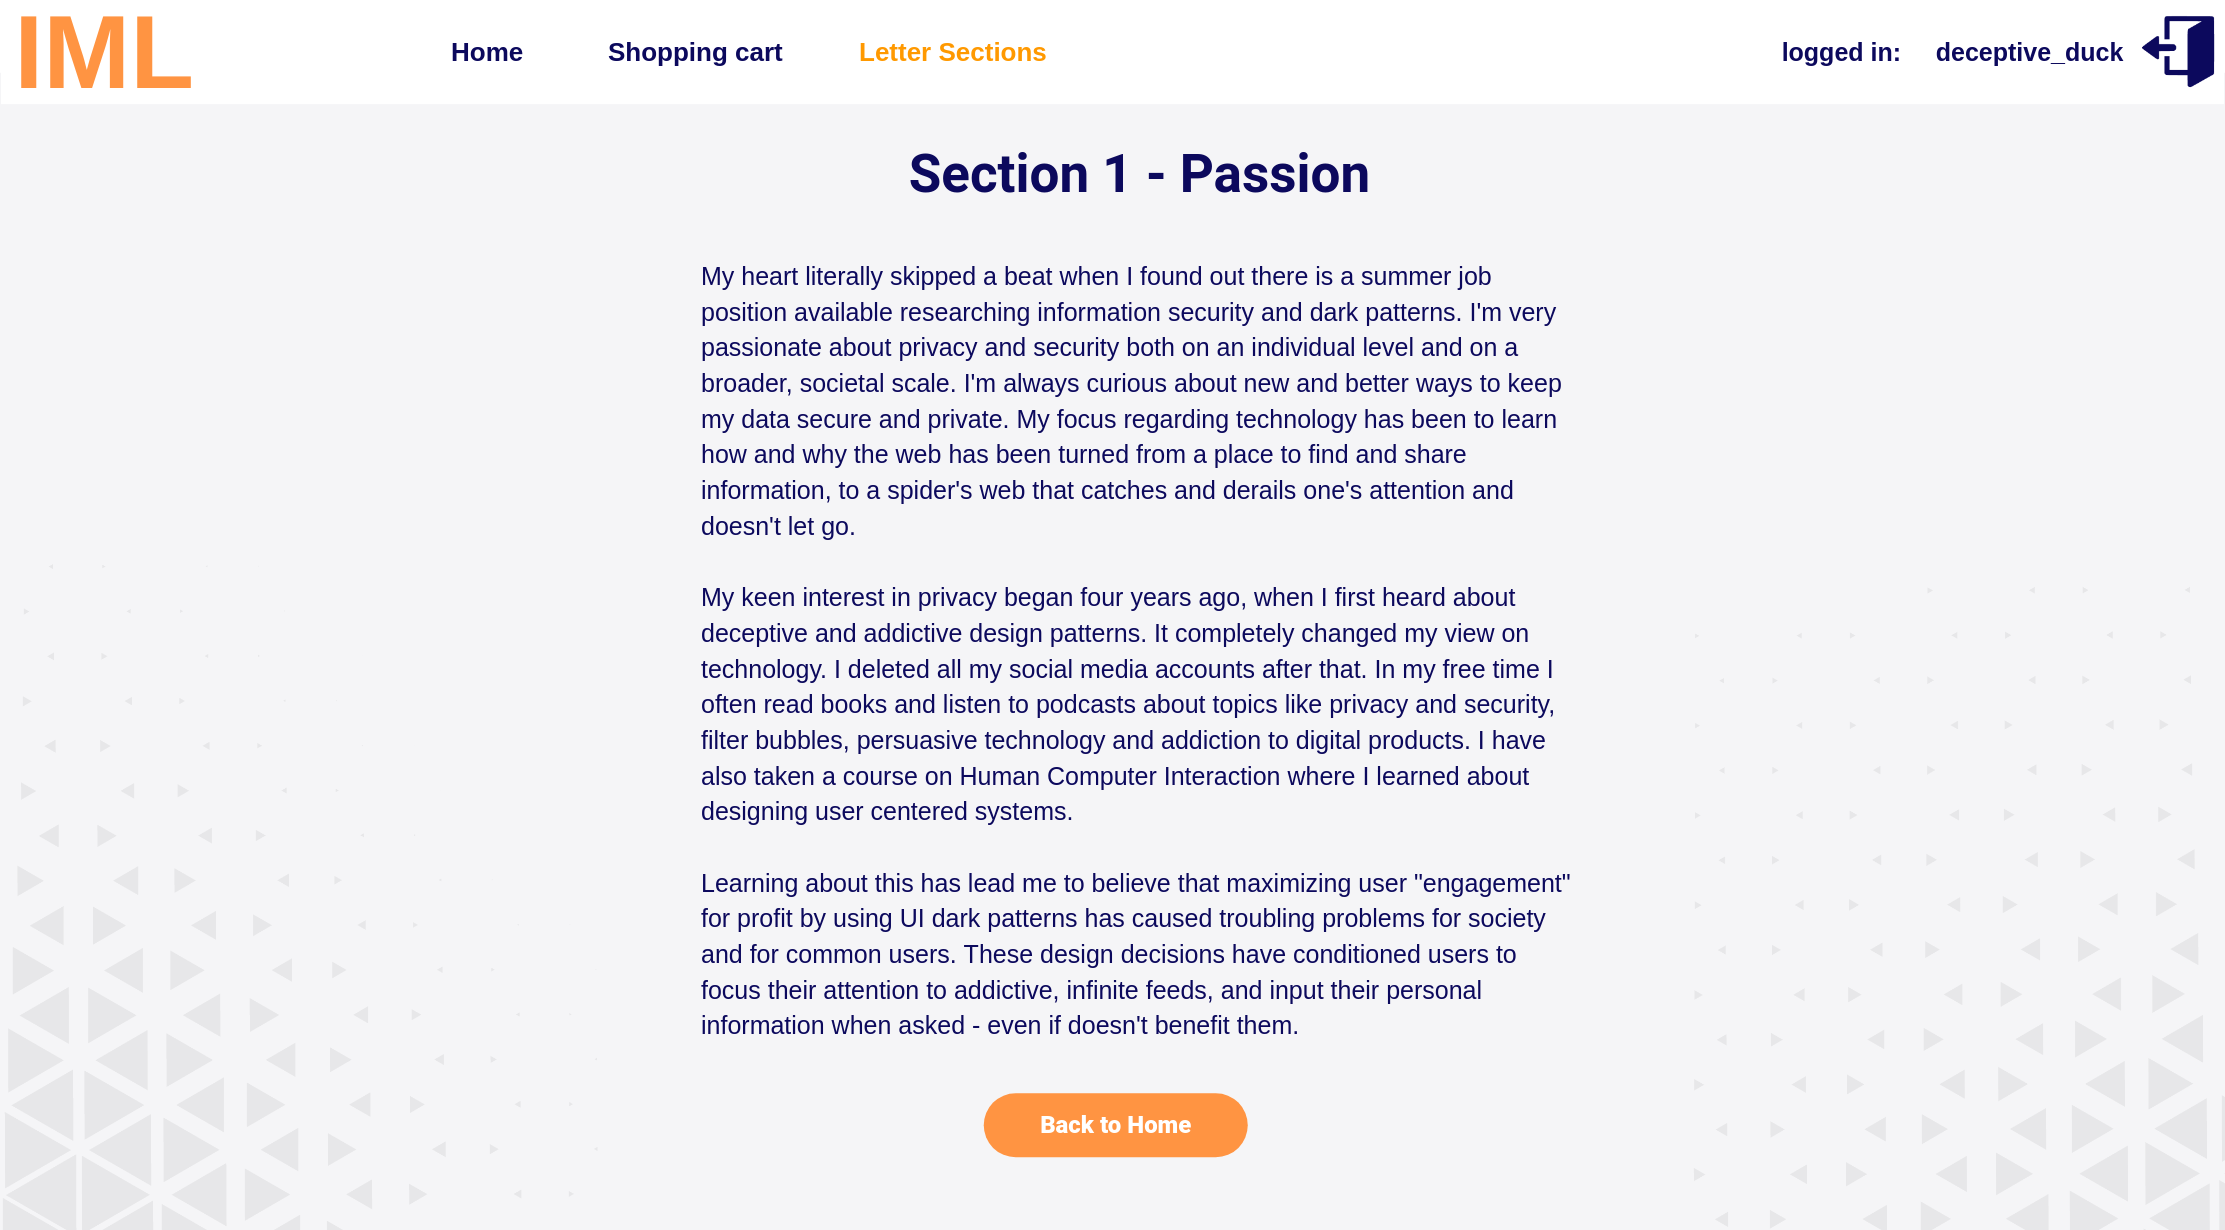 IML
Home
Shopping cart
Letter Sections
logged in: deceptive_duck
Section 1 - Passion
My heart literally skipped a beat when I found out there is a summer job
position available researching information security and dark patterns. I'm very
passionate about privacy and security both on an individual level and on a
broader, societal scale. I'm always curious about new and better ways to keep
my data secure and private. My focus regarding technology has been to learn
how and why the web has been turned from a place to find and share
information, to a spider's web that catches and derails one's attention and
doesn't let go.
My keen interest in privacy began four years ago, when I first heard about
deceptive and addictive design patterns. It completely changed my view on
technology. I deleted all my social media accounts after that. In my free time I
often read books and listen to podcasts about topics like privacy and security,
filter bubbles, persuasive technology and addiction to digital products. I have
also taken a course on Human Computer Interaction where I learned about
designing user centered systems.
Learning about this has lead me to believe that maximizing user "engagement"
for profit by using UI dark patterns has caused troubling problems for society
and for common users. These design decisions have conditioned users to
focus their attention to addictive, infinite feeds, and input their personal
information when asked - even if doesn't benefit them.
Back to Home